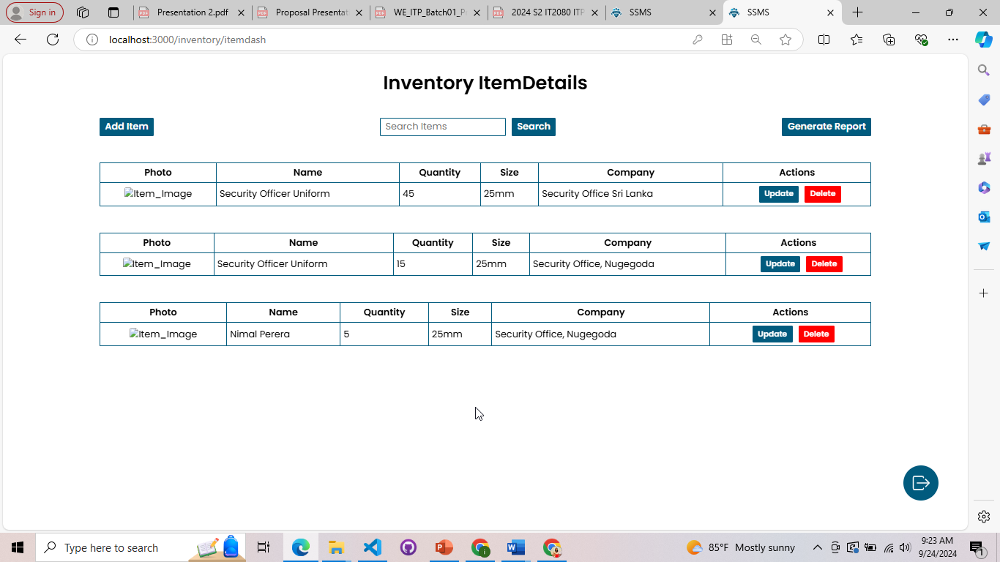 Sign in
Presentation 2.pdf
Proposal Presentat
WE_ITP_Batch01_P
2024 S2 IT2080 ITP
SSMS
SSMS
localhost:3000/inventory/itemdash
Inventory ItemDetails
Add Item
Search Items
Search
Generate Report
Photo Name Quantity Size Company Actions
Item_Image Security Officer Uniform 45 25mm Security Office Sri Lanka Update Delete
Photo Name Quantity Size Company Actions
Item_Image Security Officer Uniform 15 25mm Security Office, Nugegoda Update Delete
Photo Name Quantity Size Company Actions
Item_Image Nimal Perera 5 25mm Security Office, Nugegoda Update Delete
Type here to search
85°F Mostly sunny
9:23 AM
9/24/2024
1